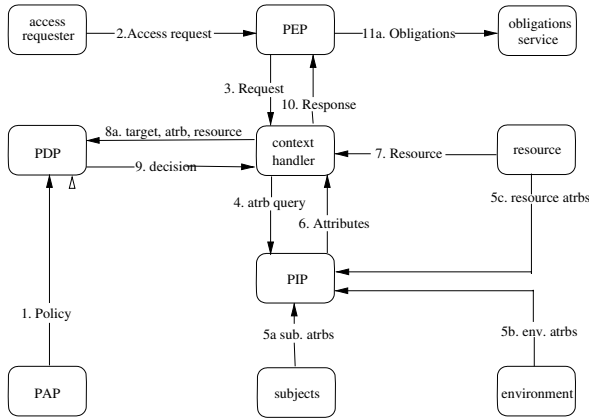 access
requester
2.Access request
PEP
11a. Obligations
obligations
service
3. Request
10. Response
8a. target, atrb, resource
PDP
9. decision
context
handler
7. Resource
resource
4. atrb query
6. Attributes
5c. resource atrbs
PIP
1. Policy
5a sub. atrbs
5b. env. atrbs
PAP
subjects
environment